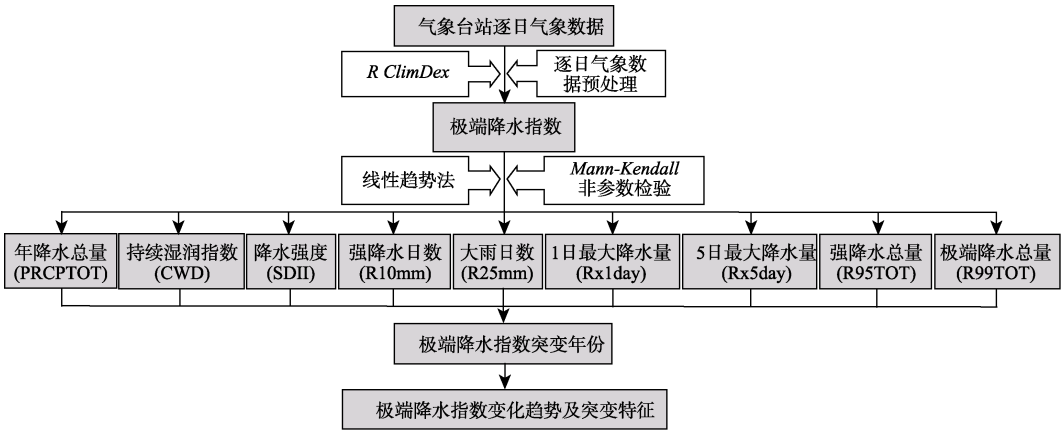 气象台站逐日气象数据
R ClimDex
逐日气象数
据预处理
极端降水指数
线性趋势法
Mann-Kendall
非参数检验
年降水总量
(PRCPTOT)
持续湿润指数
(CWD)
降水强度
(SDII)
强降水日数
(R10mm)
大雨日数
(R25mm)
1日最大降水量
(Rx1day)
5日最大降水量
(Rx5day)
强降水总量
(R95TOT)
极端降水总量
(R99TOT)
极端降水指数突变年份
极端降水指数变化趋势及突变特征